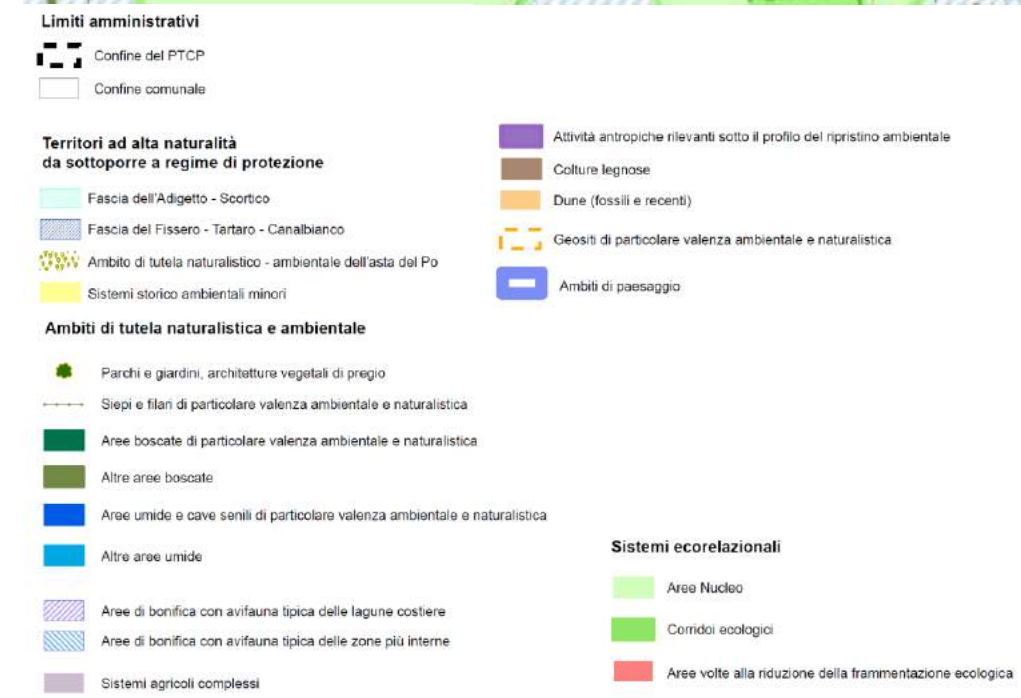 Limiti amministrativi
Confine del PTCP
Confine comunale
Territori ad alta naturalità
da sottoporre a regime di protezione
Fascia dell'Adigetto - Scortico
Fascia del Fissero - Tartaro - Canalbianco
Ambito di tutela naturalistico - ambientale dell'asta del Po
Sistemi storico ambientali minori
Attività antropiche rilevanti sotto il profilo del ripristino ambientale
Colture legnose
Dune (fossili e recenti)
Geositi di particolare valenza ambientale e naturalistica
Ambiti di paesaggio
Ambiti di tutela naturalistica e ambientale
Parchi e giardini, architetture vegetali di pregio
Siepi e filari di particolare valenza ambientale e naturalistica
Aree boscate di particolare valenza ambientale e naturalistica
Altre aree boscate
Aree umide e cave senili di particolare valenza ambientale e naturalistica
Altre aree umide
Aree di bonifica con avifauna tipica delle lagune costiere
Aree di bonifica con avifauna tipica delle zone più interne
Sistemi agricoli complessi
Sistemi ecorelazionali
Aree Nucleo
Corridoi ecologici
Aree volte alla riduzione della frammentazione ecologica